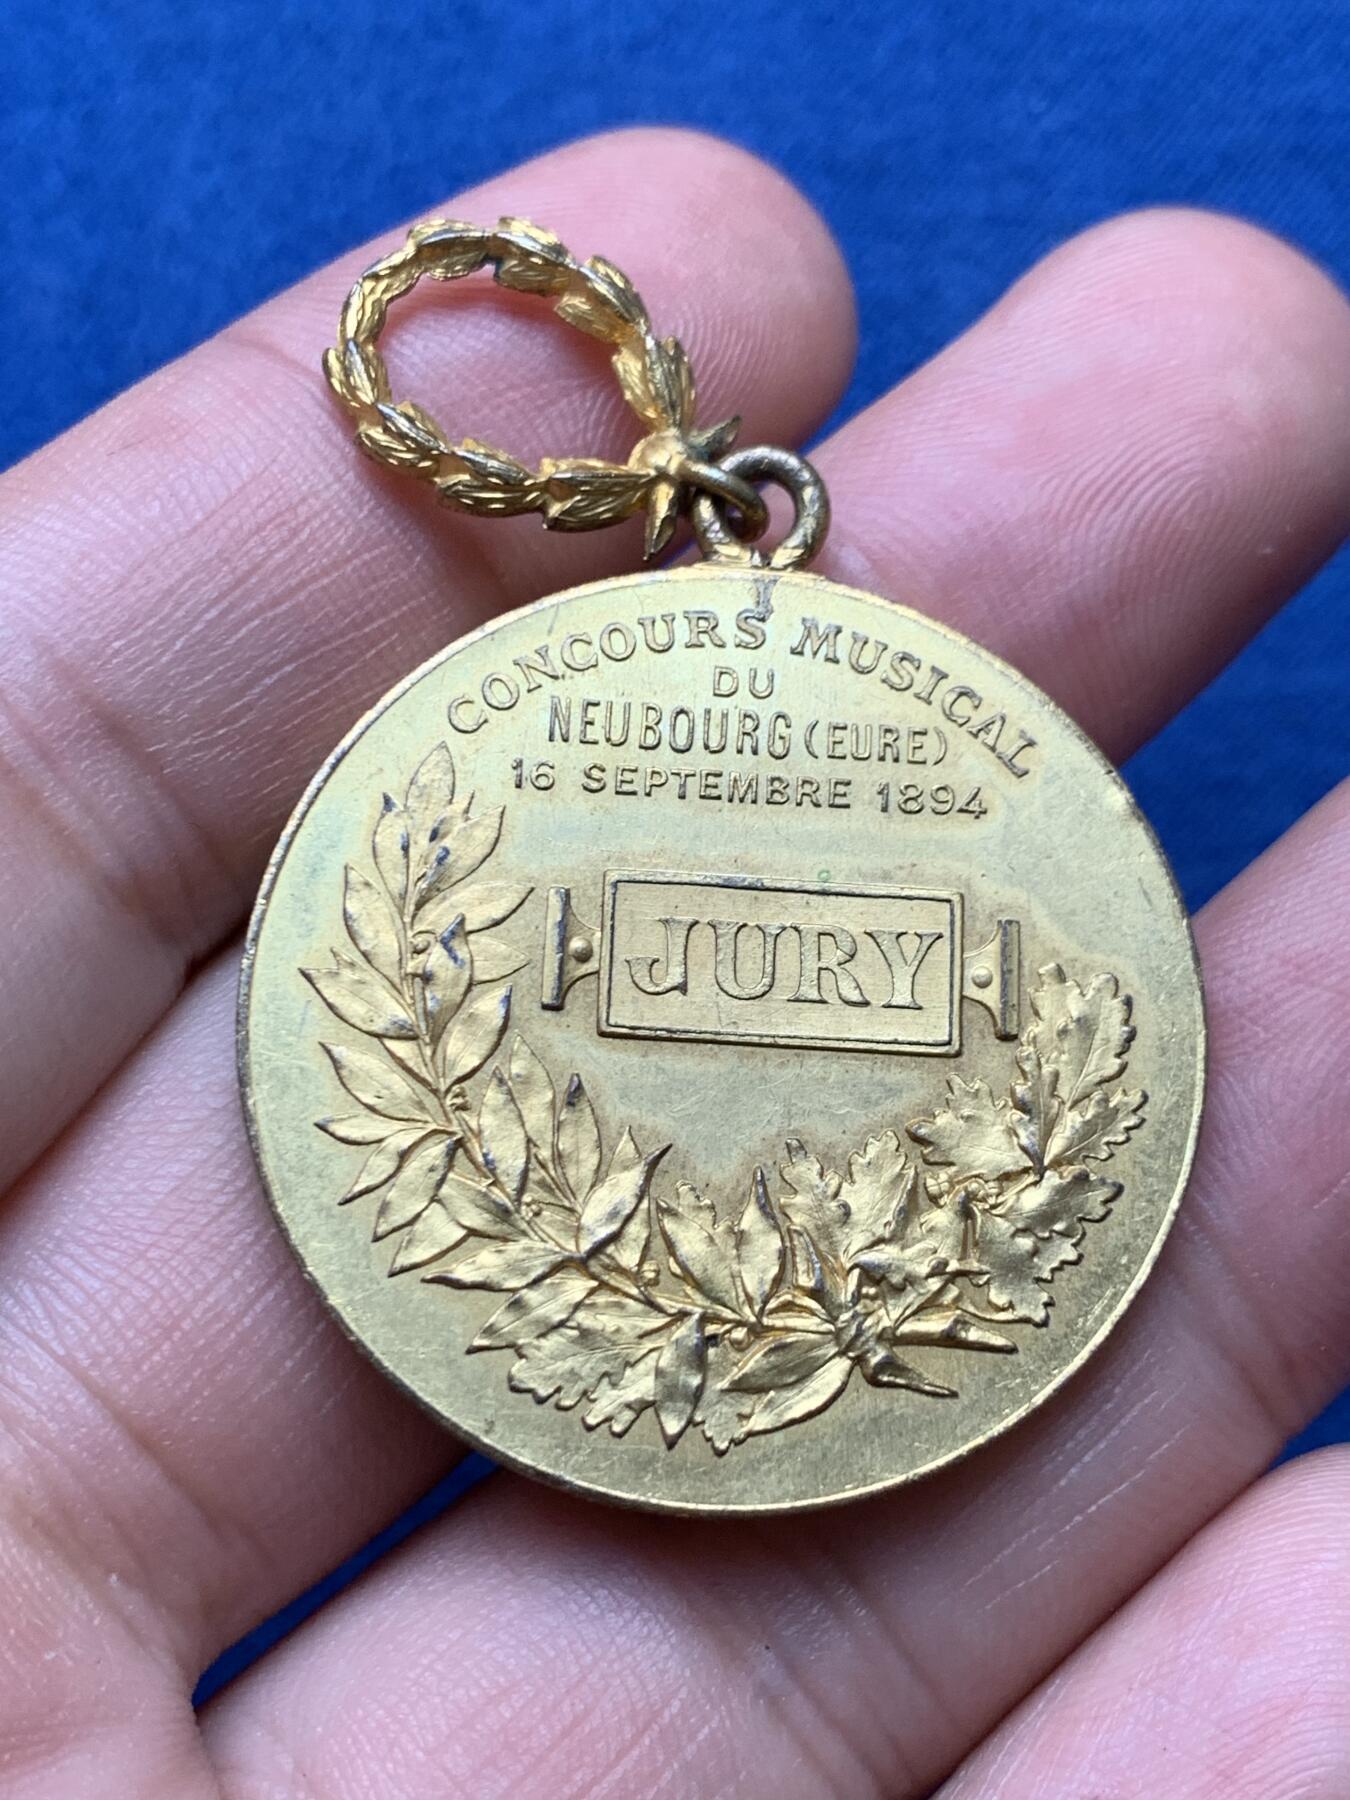 CONCOURS MUSICAL
DU
NEUBOURG (EURE)
16 SEPTEMBRE 1894
JURY